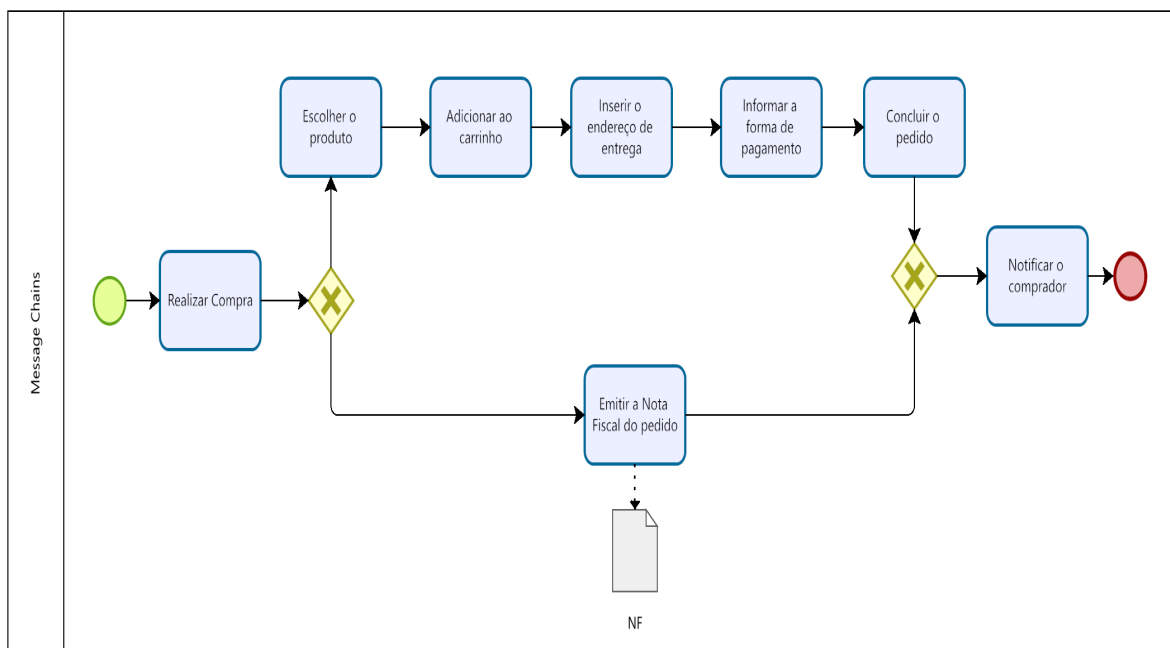 Message Chains
Escolher o
produto
Adicionar ao
carrinho
Inserir o
endereço de
entrega
Informar a
forma de
pagamento
Concluir o
pedido
Realizar Compra
Notificar o
comprador
Emitir a Nota
Fiscal do pedido
NF